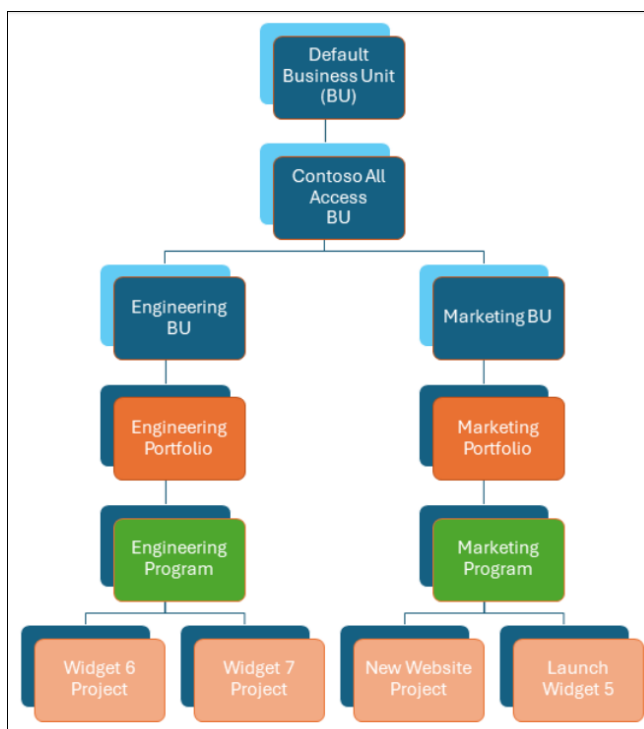 Default
Business Unit
(BU)
Contoso All
Access
BU
Engineering
BU
Marketing BU
Engineering
Portfolio
Marketing
Portfolio
Engineering
Program
Marketing
Program
Widget 6
Project
Widget 7
Project
New Website
Project
Launch
Widget 5